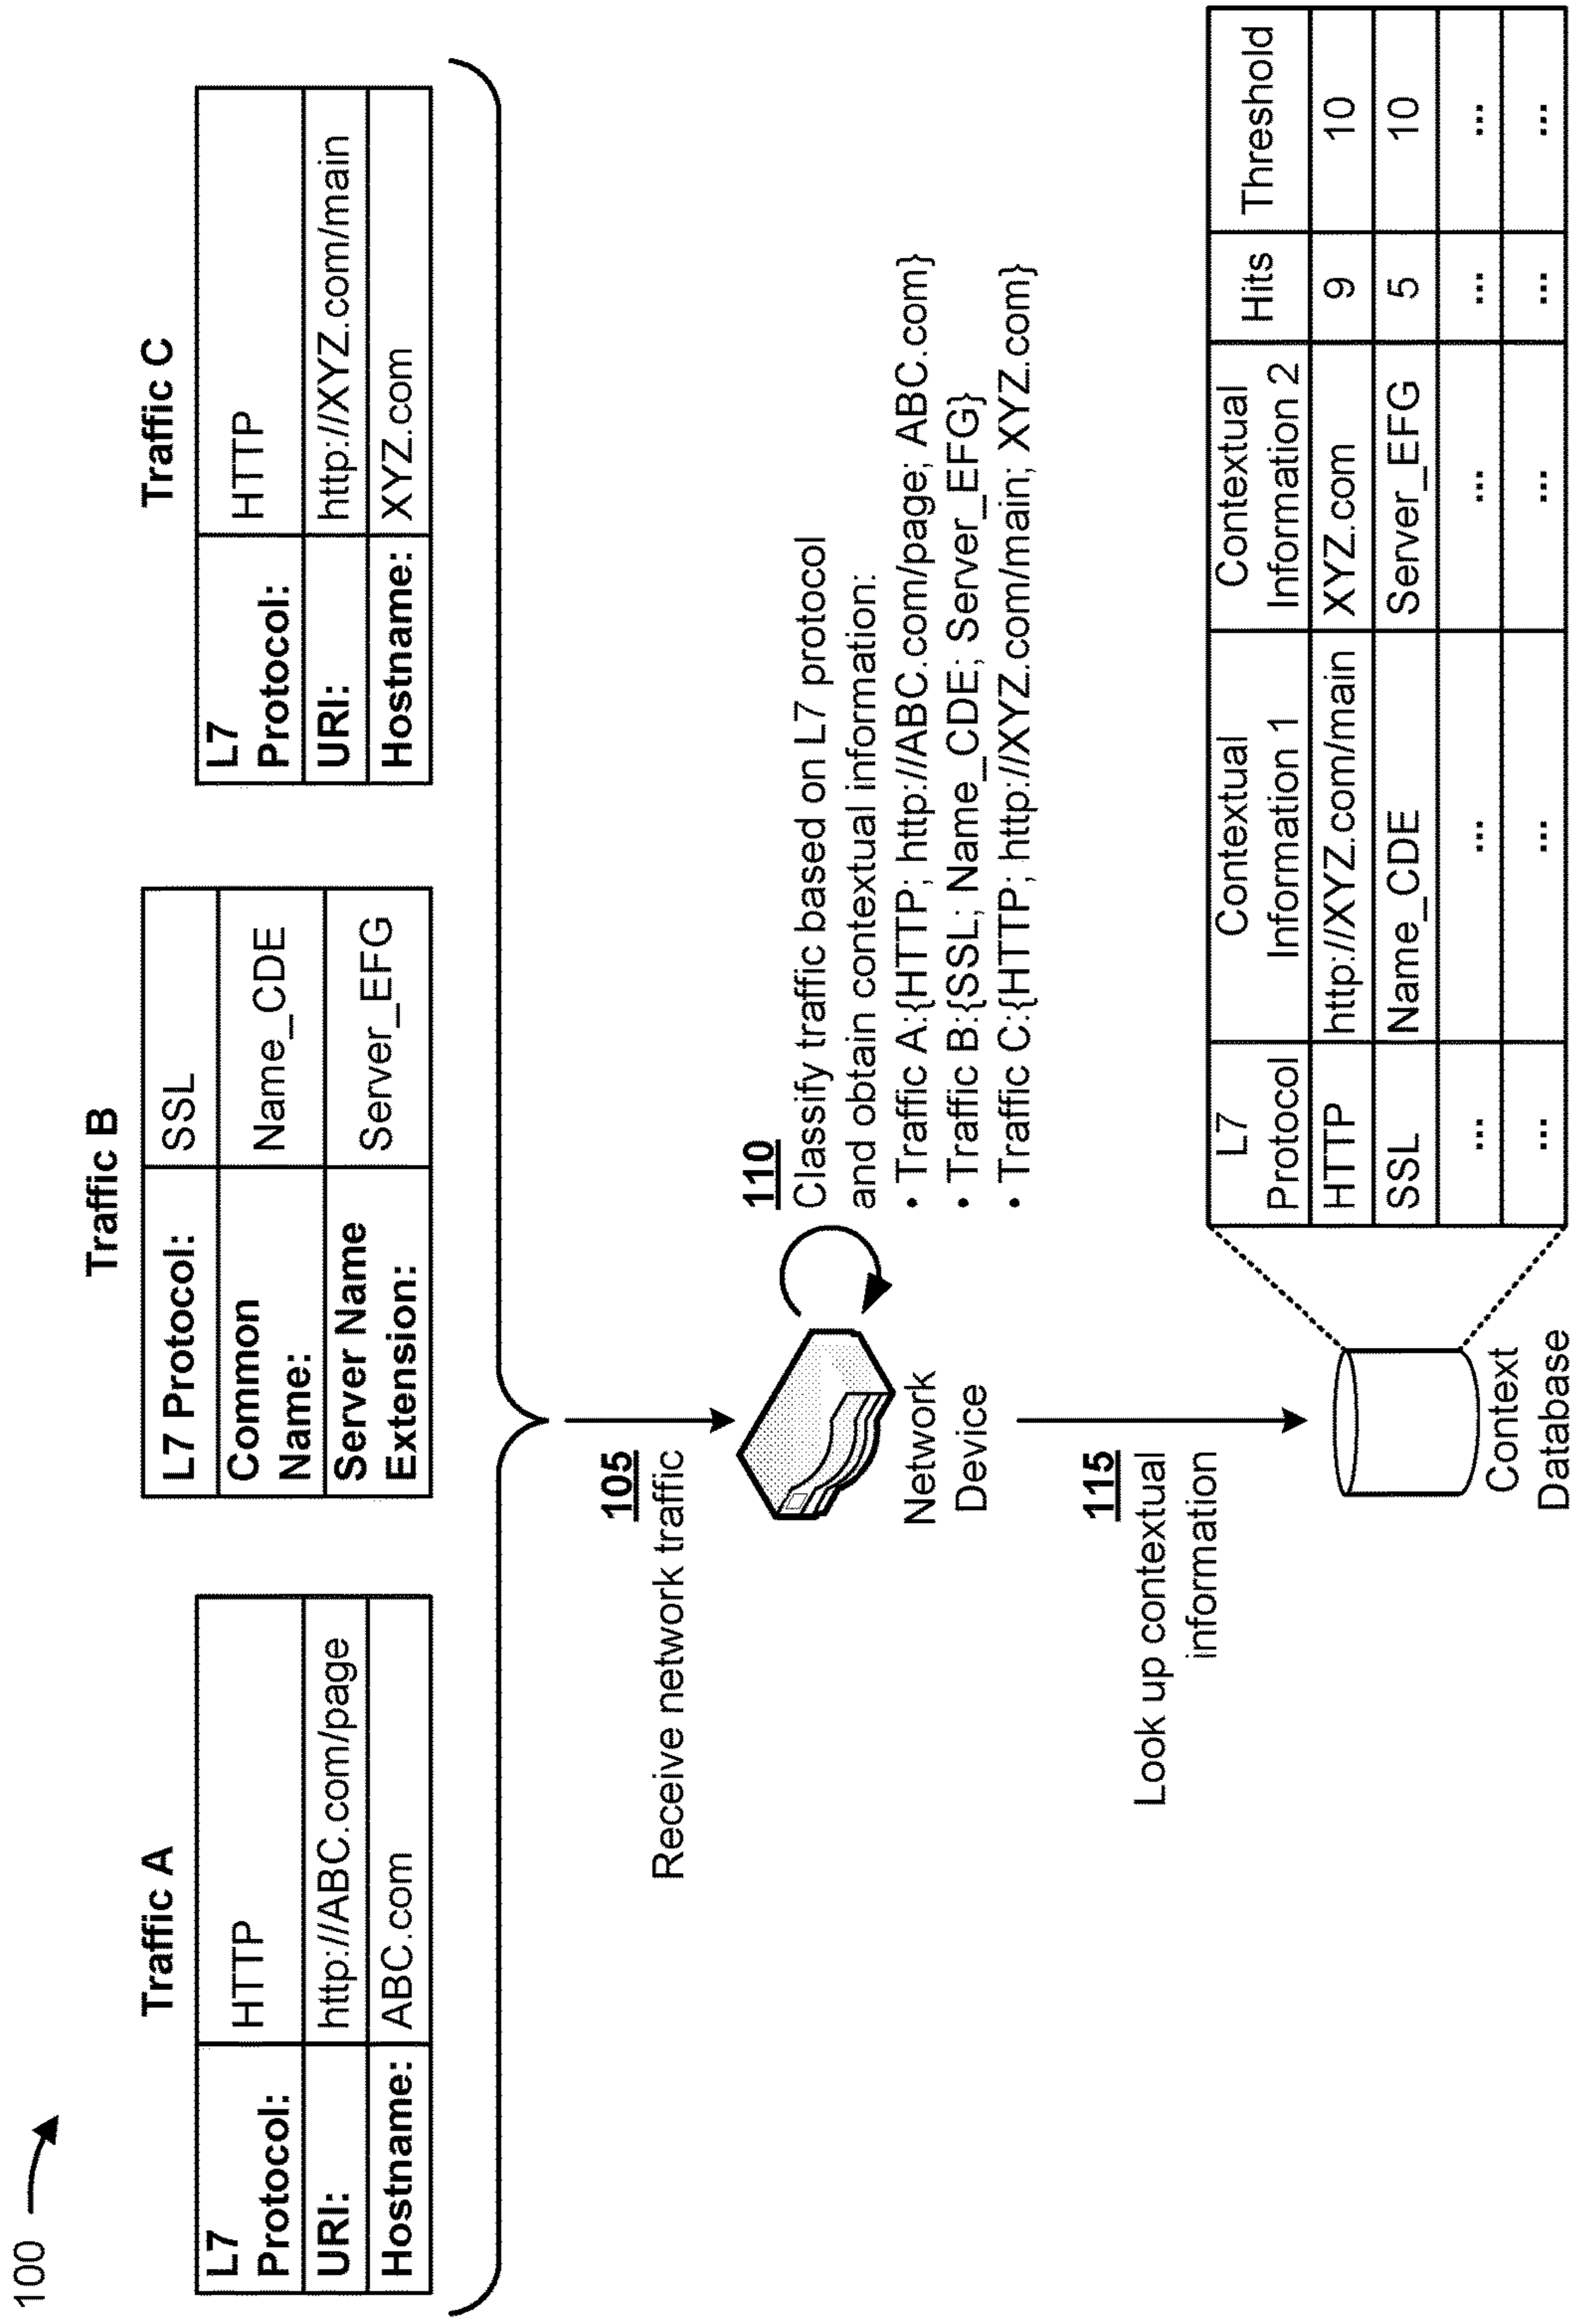 100
Traffic A
L7
Protocol:
HTTP
URI:
http://ABC.com/page
Hostname:
ABC.com
Traffic B
L7 Protocol:
SSL
Common
Name:
Name_CDE
Server Name
Extension:
Server_EFG
Traffic C
L7
Protocol:
HTTP
URI:
http://XYZ.com/main
Hostname:
XYZ.com
105
Receive network traffic
Network
Device
110
Classify traffic based on L7 protocol
and obtain contextual information:
• Traffic A:{HTTP; http://ABC.com/page; ABC.com}
• Traffic B:{SSL; Name_CDE; Server_EFG}
• Traffic C:{HTTP; http://XYZ.com/main; XYZ.com}
115
Look up contextual
information
Context
Database
L7
Protocol
Contextual
Information 1
Contextual
Information 2
Hits
Threshold
HTTP http://XYZ.com/main XYZ.com 9 10
SSL Name_CDE Server_EFG 5 10
... ... ... ... ...
... ... ... ... ...